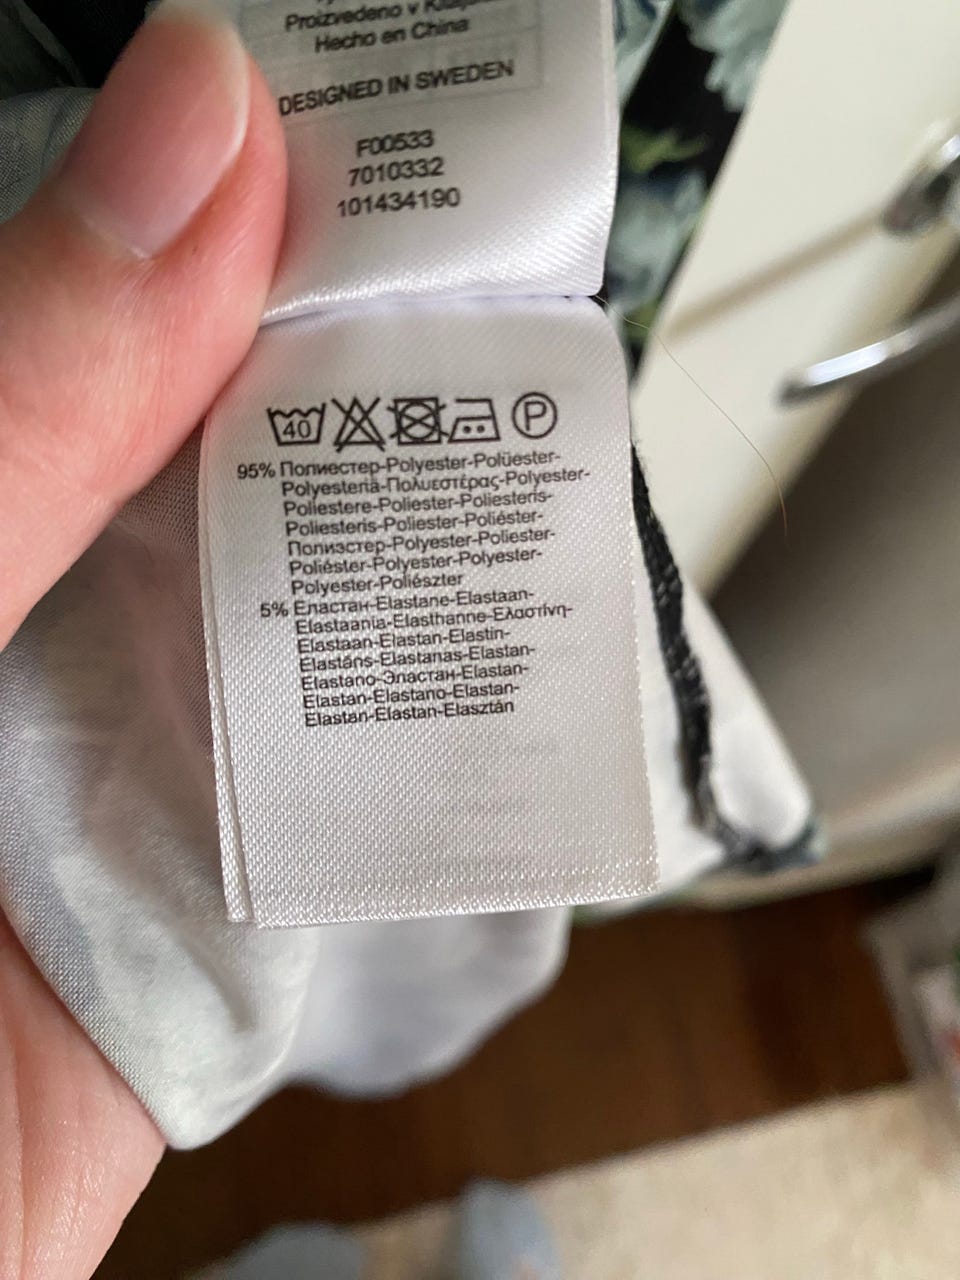 Proizvedeno v
Hecho en China
DESIGNED IN SWEDEN
F00533
7010332
101434190
40 P
95% Полиестер-Polyester-Polüester-
Polyesteria-Πολυεστέρας-Polyester-
Poliestere-Poliester-Poliesteris-
Poliesteris-Poliester-Poliéster-
Полиэстер-Polyester-Poliester-
Poliéster-Polyester-Polyester-
Polyester-Poliészter
5% Еластан-Elastane-Elastaan-
Elastaania-Elasthanne-Ελαστίνη-
Elastaan-Elastan-Elastin-
Elastāns-Elastanas-Elastan-
Elastano-Эластан-Elastan-
Elastan-Elastano-Elastan-
Elastan-Elastan-Elasztán